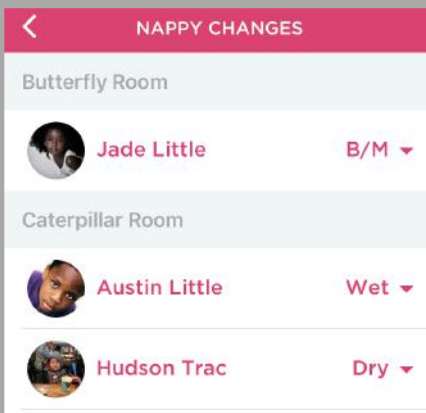 NAPPY CHANGES
Butterfly Room
Jade Little B/M
Caterpillar Room
Austin Little Wet
Hudson Trac Dry